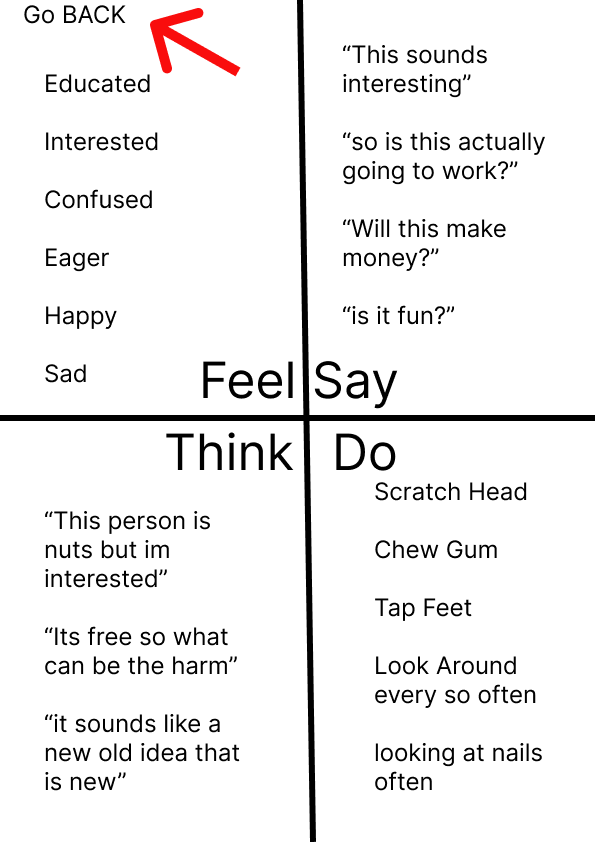 Go BACK
Educated
Interested
Confused
Eager
Happy
Sad
Feel
“This sounds
interesting”
“so is this actually
going to work?”
“Will this make
money?”
“is it fun?”
Say
Think
“This person is
nuts but im
interested”
“Its free so what
can be the harm”
“it sounds like a
new old idea that
is new”
Do
Scratch Head
Chew Gum
Tap Feet
Look Around
every so often
looking at nails
often